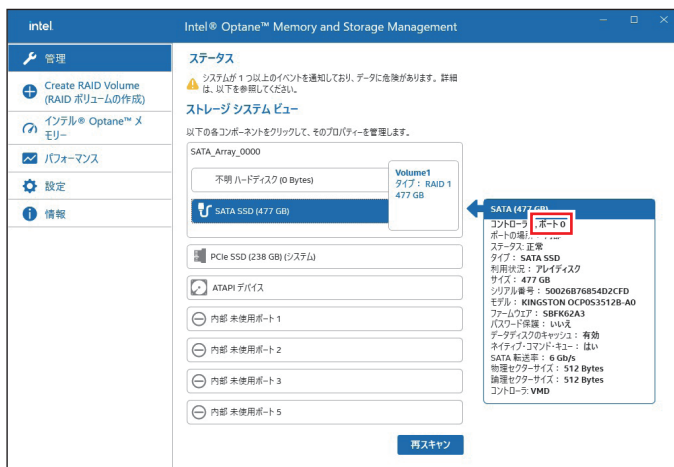 intel.
Intel® Optane™ Memory and Storage Management
管理
Create RAID Volume
(RAID ボリュームの作成)
インテル® Optane™ メ
モリー
パフォーマンス
設定
情報
ステータス
システムが 1 つ以上のイベントを通知しており、データに危険があります。詳細
は、以下を参照してください。
ストレージ システム ビュー
以下の各コンポーネントをクリックして、そのプロパティーを管理します。
SATA_Array_0000
不明 ハードディスク (0 Bytes)
Volume1
タイプ： RAID 1
477 GB
SATA SSD (477 GB)
PCIe SSD (238 GB) (システム)
ATAPI デバイス
内部 未使用ポート 1
内部 未使用ポート 2
内部 未使用ポート 3
内部 未使用ポート 5
再スキャン
SATA (477 GB)
コントローラ , ポート 0
ポートの場所
ステータス: 正常
タイプ： SATA SSD
利用状況： アレイディスク
サイズ： 477 GB
シリアル番号： 50026B76854D2CFD
モデル： KINGSTON OCP0S3512B-A0
ファームウェア： SBFK62A3
パスワード保護： いいえ
データディスクのキャッシュ： 有効
ネイティブ・コマンド・キュー： はい
SATA 転送率： 6 Gb/s
物理セクターサイズ： 512 Bytes
論理セクターサイズ： 512 Bytes
コントローラ: VMD